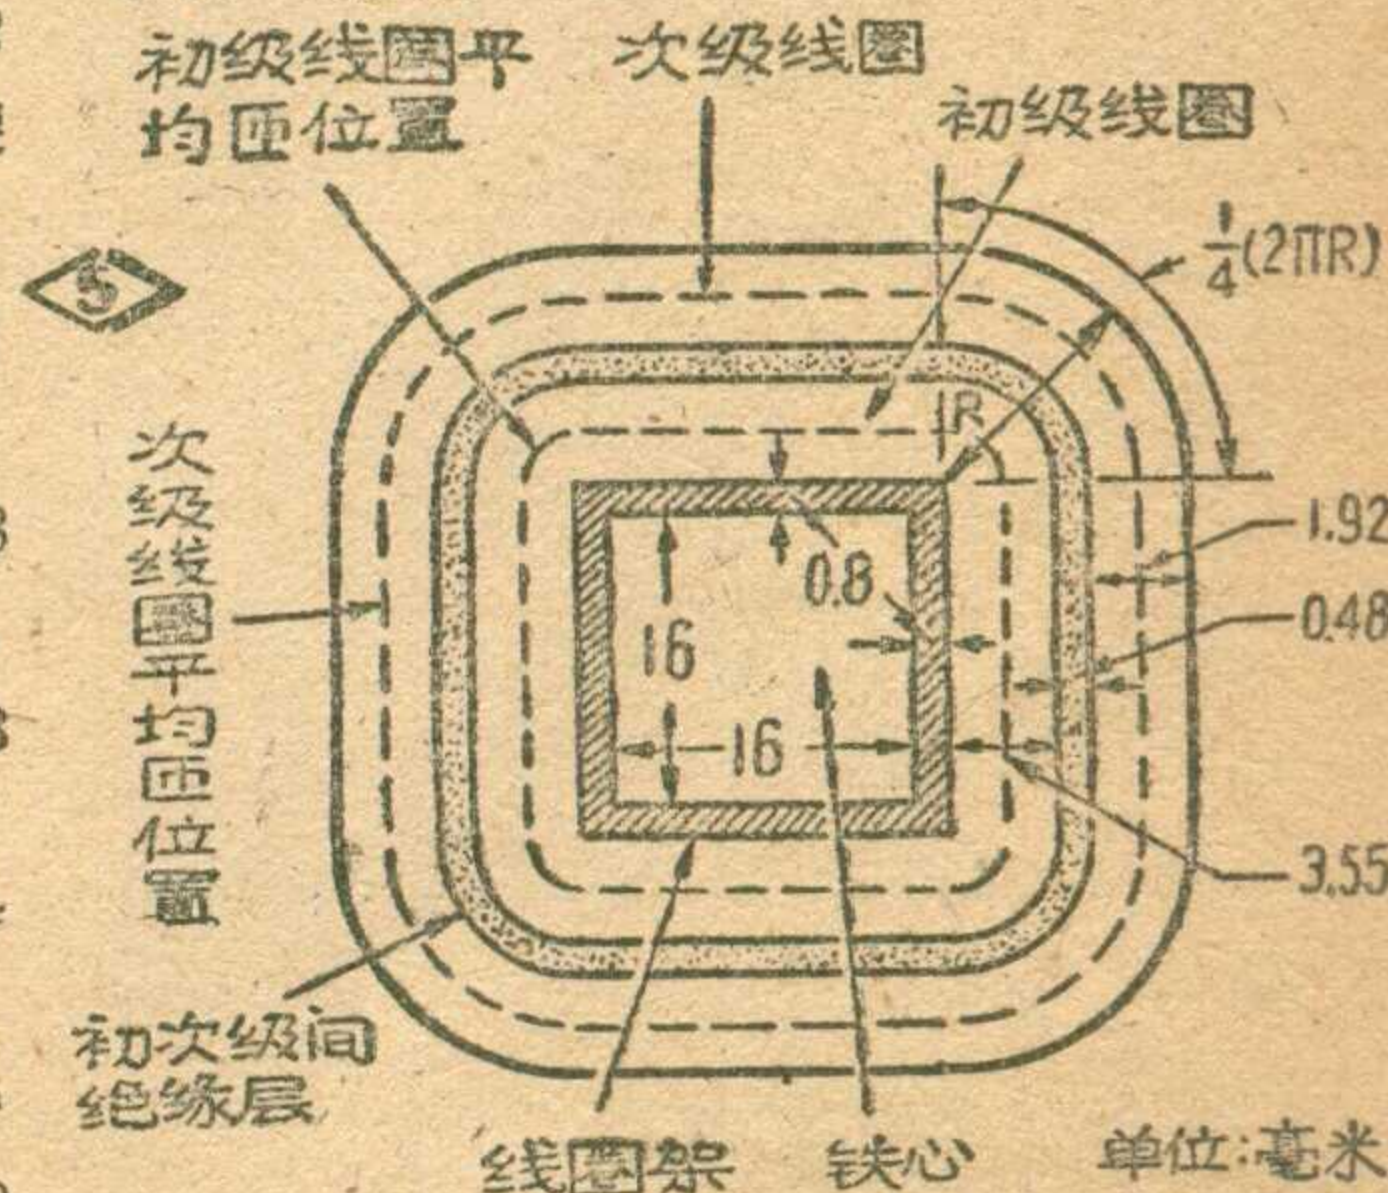 初级线圈平
均匝位置
次级线圈
初级线圈
1/4(2πR)
5
R
次级线圈平均匝位置
1.92
0.8
0.48
16
16
3.55
初次级间
绝缘层
线圈架
铁心
单位:毫米